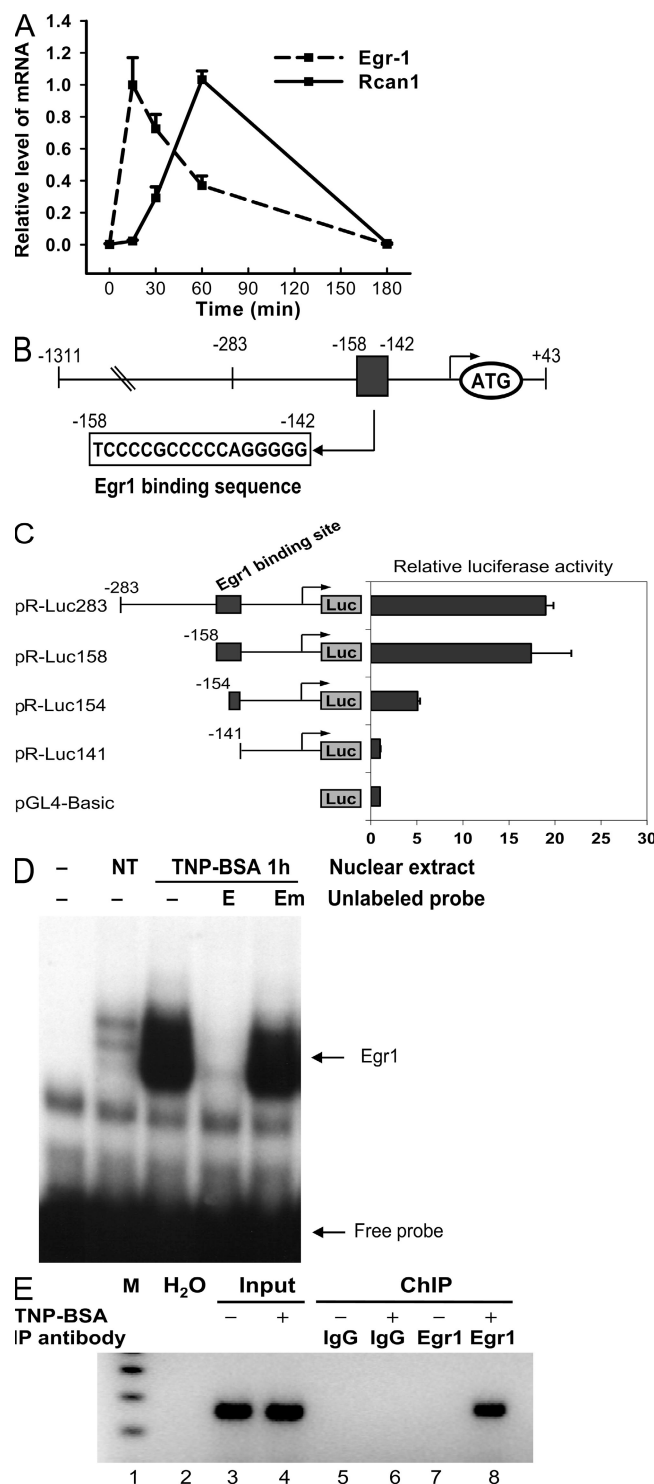 A
Relative level of mRNA
1.4
1.2
1.0
0.8
0.6
0.4
0.2
0.0
Egr-1
Rcan1
0 30 60 90 120 150 180
Time (min)
B
-1311 -283 -158 -142 +43
ATG
-158 -142
TCCCCGCCCCCAGGGGG
Egr1 binding sequence
C
Egr1 binding site
Relative luciferase activity
-283
pR-Luc283 Luc
-158
pR-Luc158 Luc
-154
pR-Luc154 Luc
-141
pR-Luc141 Luc
pGL4-Basic Luc
0 5 10 15 20 25 30
D
– NT TNP-BSA 1h Nuclear extract
– – – E Em Unlabeled probe
Egr1
Free probe
E
M H2O Input ChIP
TNP-BSA – + – + – +
IP antibody IgG IgG Egr1 Egr1
1 2 3 4 5 6 7 8